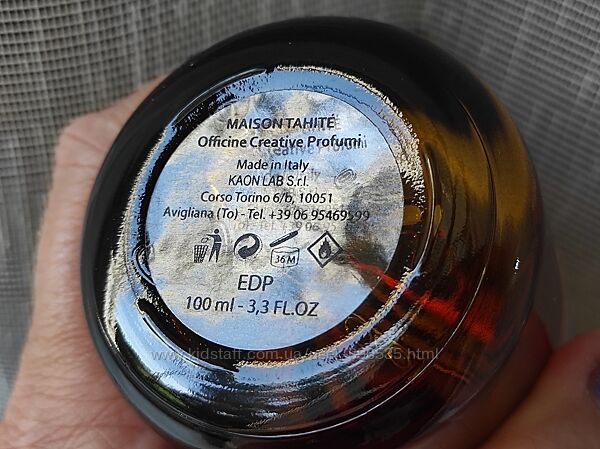 MAISON TAHITÉ
Officine Creative Profumi
Made in Italy
KAON LAB S.r.l.
Corso Torino 6/b, 10051
Avigliana (To) - Tel. +39 06 95469599
36M
EDP
100 ml - 3,3 FL.OZ